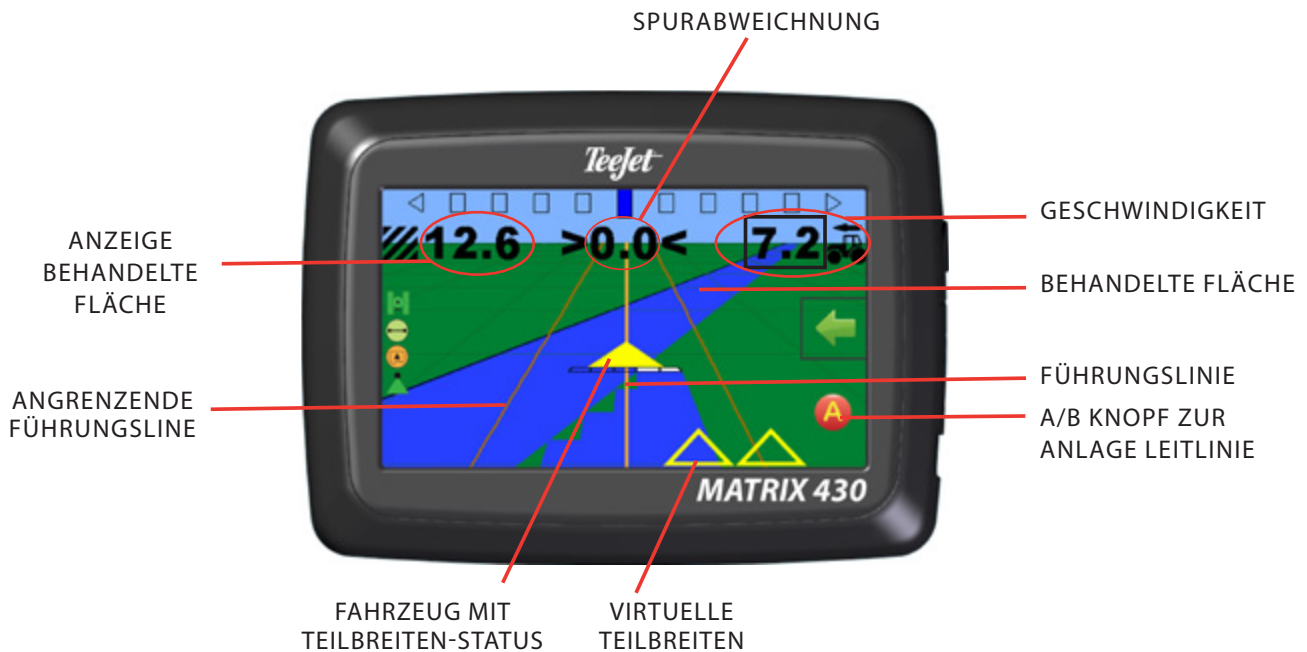 SPURABWEICHNUNG
TeeJet
12.6 >0.0< 7.2
ANZEIGE
BEHANDELTE
FLÄCHE
GESCHWINDIGKEIT
BEHANDELTE FLÄCHE
ANGRENZENDE
FÜHRUNGSLINE
FÜHRUNGSLINIE
A
A/B KNOPF ZUR
ANLAGE LEITLINIE
MATRIX 430
FAHRZEUG MIT
TEILBREITEN-STATUS
VIRTUELLE
TEILBREITEN